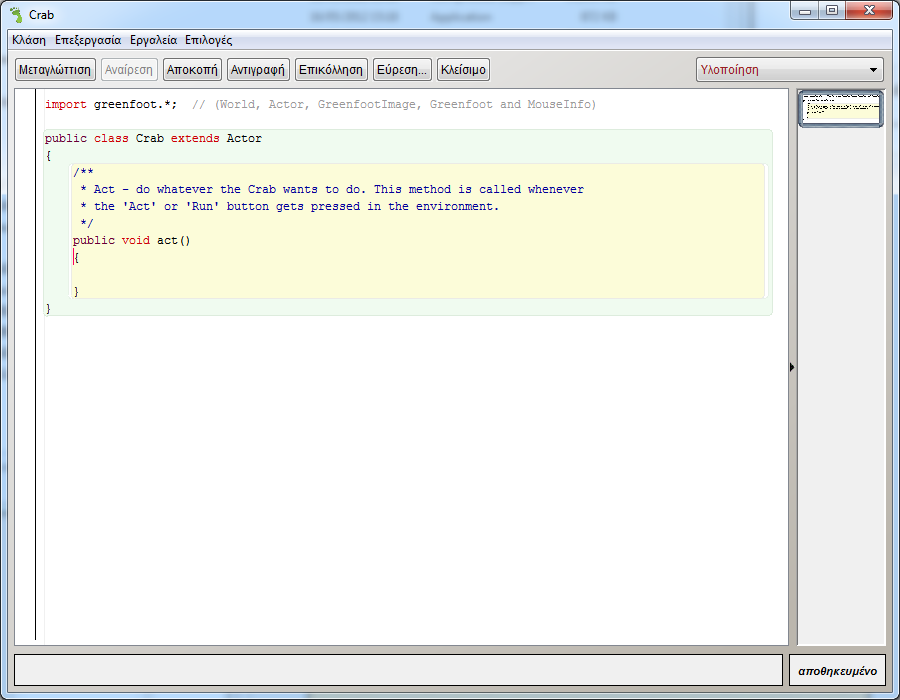 Crab
Κλάση Επεξεργασία Εργαλεία Επιλογές
Μεταγλώττιση Αναίρεση Αποκοπή Αντιγραφή Επικόλληση Εύρεση... Κλείσιμο Υλοποίηση
import greenfoot.*;  // (World, Actor, GreenfootImage, Greenfoot and MouseInfo)
public class Crab extends Actor
{
/**
* Act - do whatever the Crab wants to do. This method is called whenever
* the 'Act' or 'Run' button gets pressed in the environment.
*/
public void act()
{
}
}
αποθηκευμένο